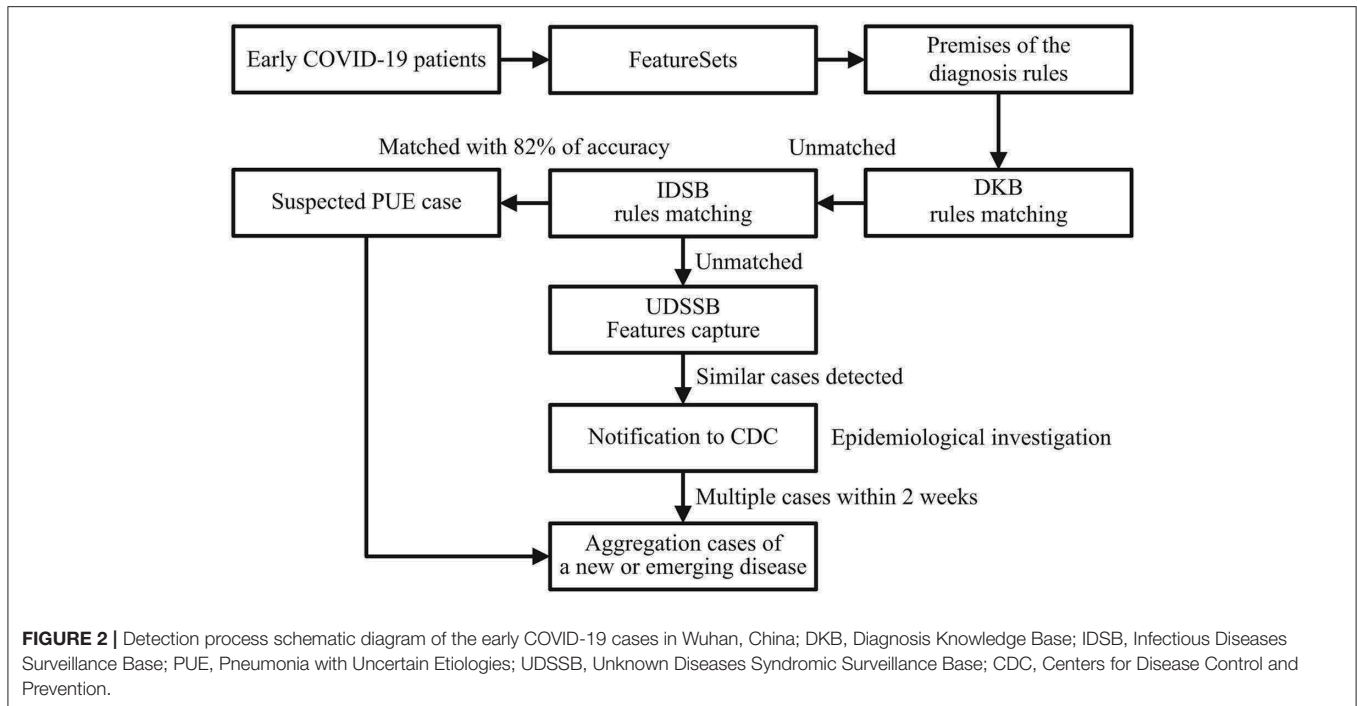 Early COVID-19 patients
FeatureSets
Premises of the
diagnosis rules
Matched with 82% of accuracy
Unmatched
Suspected PUE case
IDSB
rules matching
DKB
rules matching
Unmatched
UDSSB
Features capture
Similar cases detected
Notification to CDC
Epidemiological investigation
Multiple cases within 2 weeks
Aggregation cases of
a new or emerging disease
FIGURE 2 | Detection process schematic diagram of the early COVID-19 cases in Wuhan, China; DKB, Diagnosis Knowledge Base; IDSB, Infectious Diseases
Surveillance Base; PUE, Pneumonia with Uncertain Etiologies; UDSSB, Unknown Diseases Syndromic Surveillance Base; CDC, Centers for Disease Control and
Prevention.